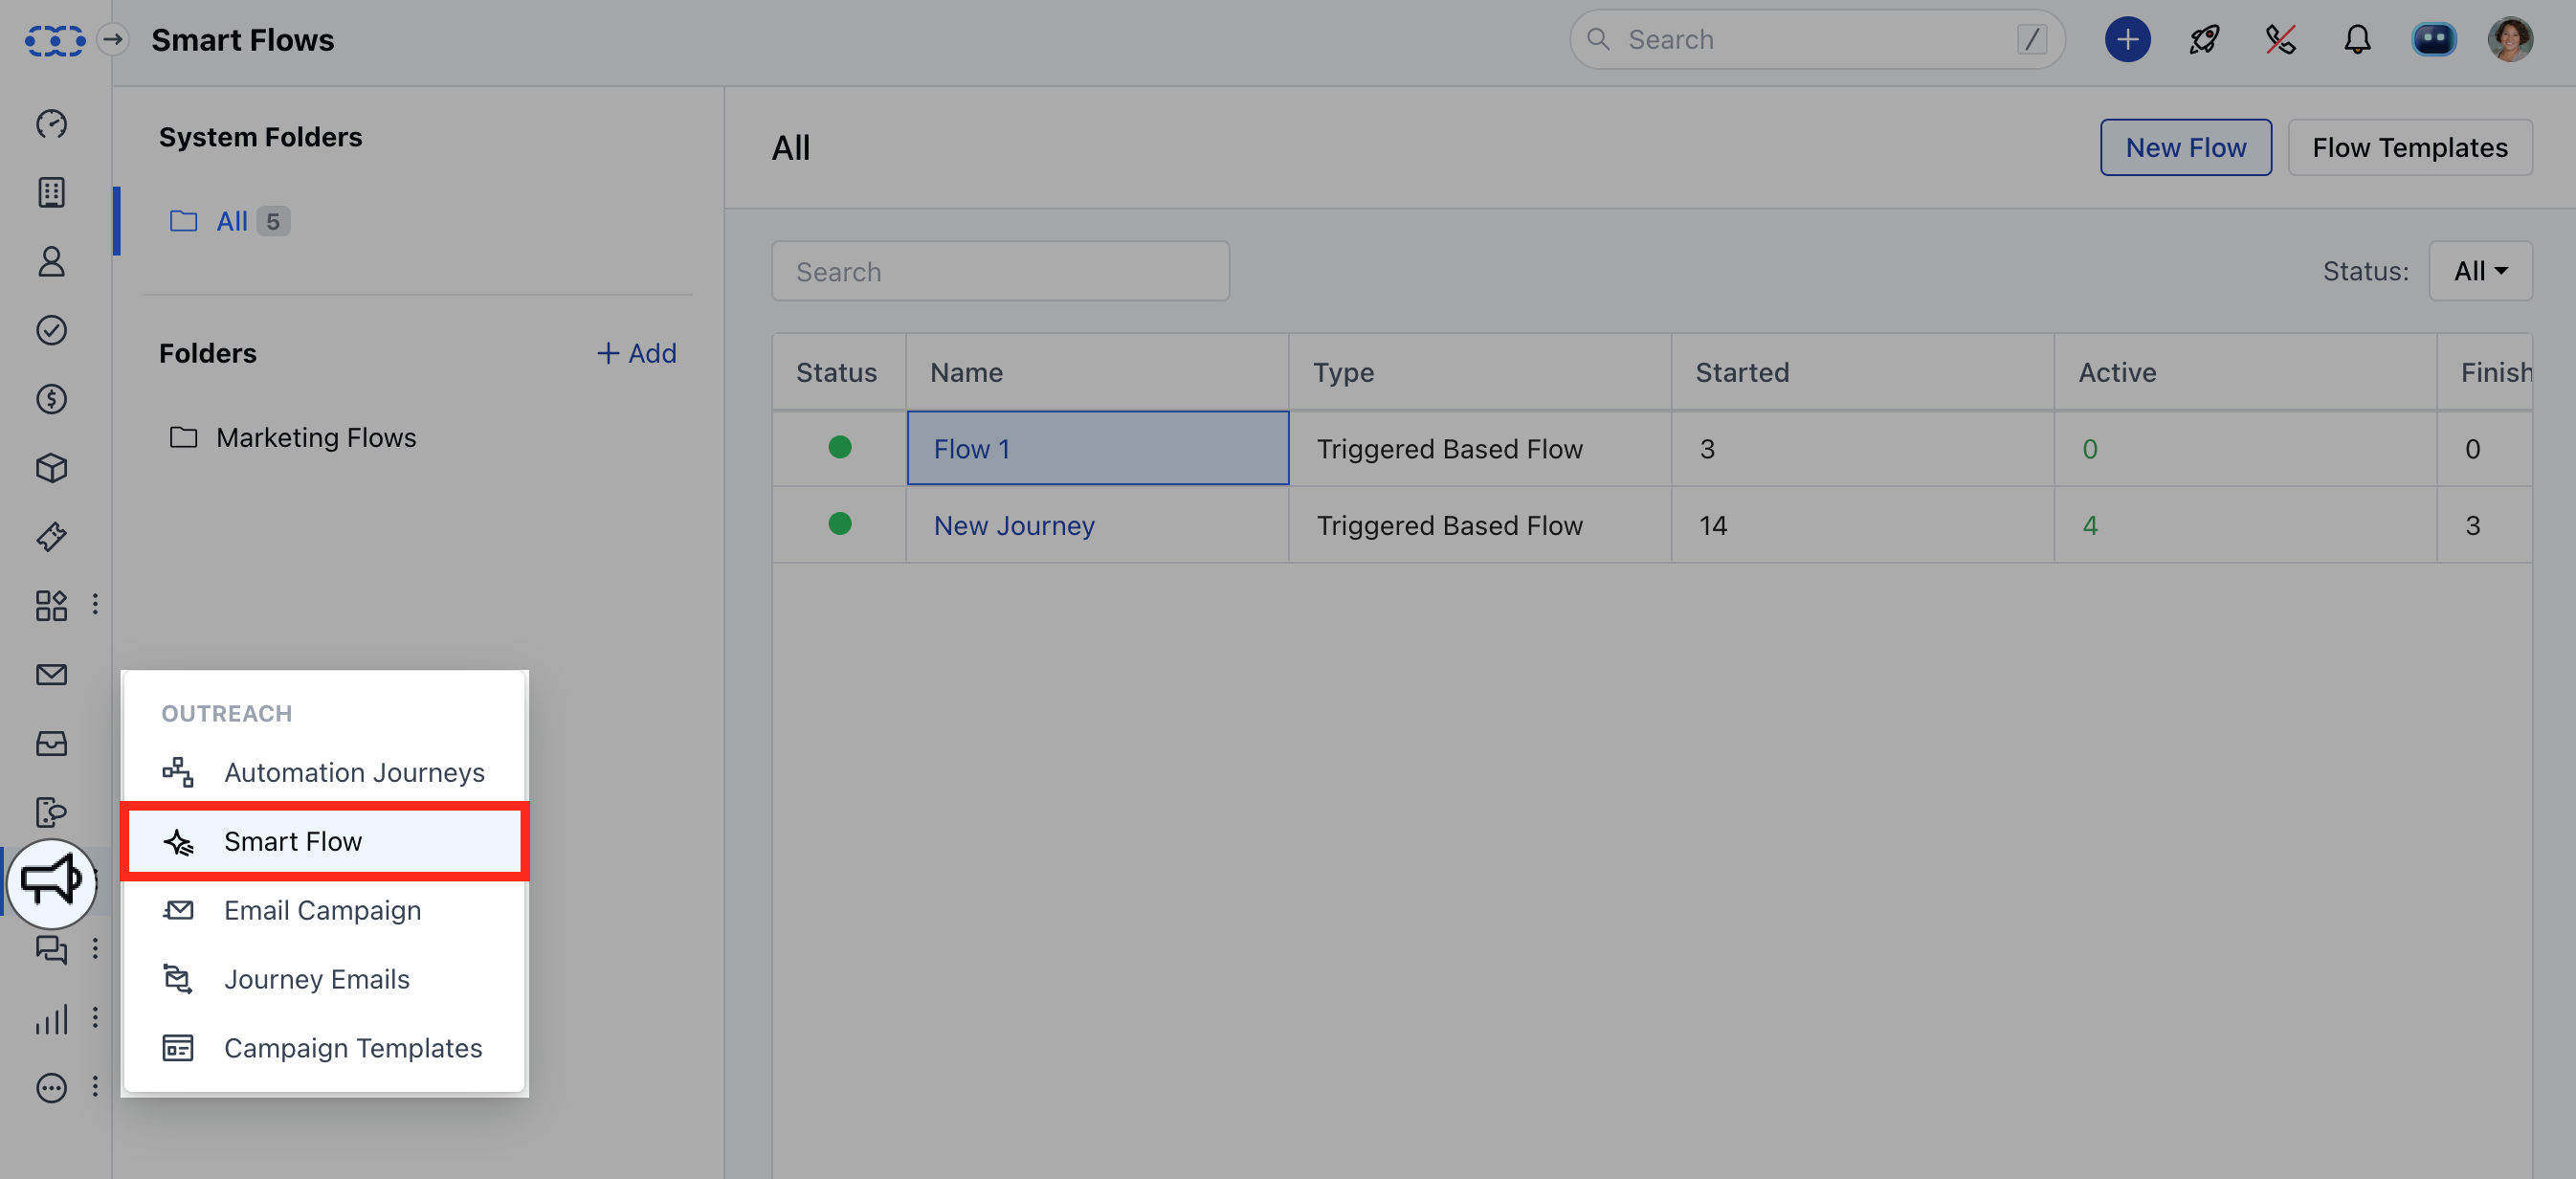 Smart Flows
Search /
System Folders
All 5
Folders + Add
Marketing Flows
OUTREACH
Automation Journeys
Smart Flow
Email Campaign
Journey Emails
Campaign Templates
All
New Flow Flow Templates
Search Status: All
Status Name Type Started Active Finish
Flow 1 Triggered Based Flow 3 0 0
New Journey Triggered Based Flow 14 4 3